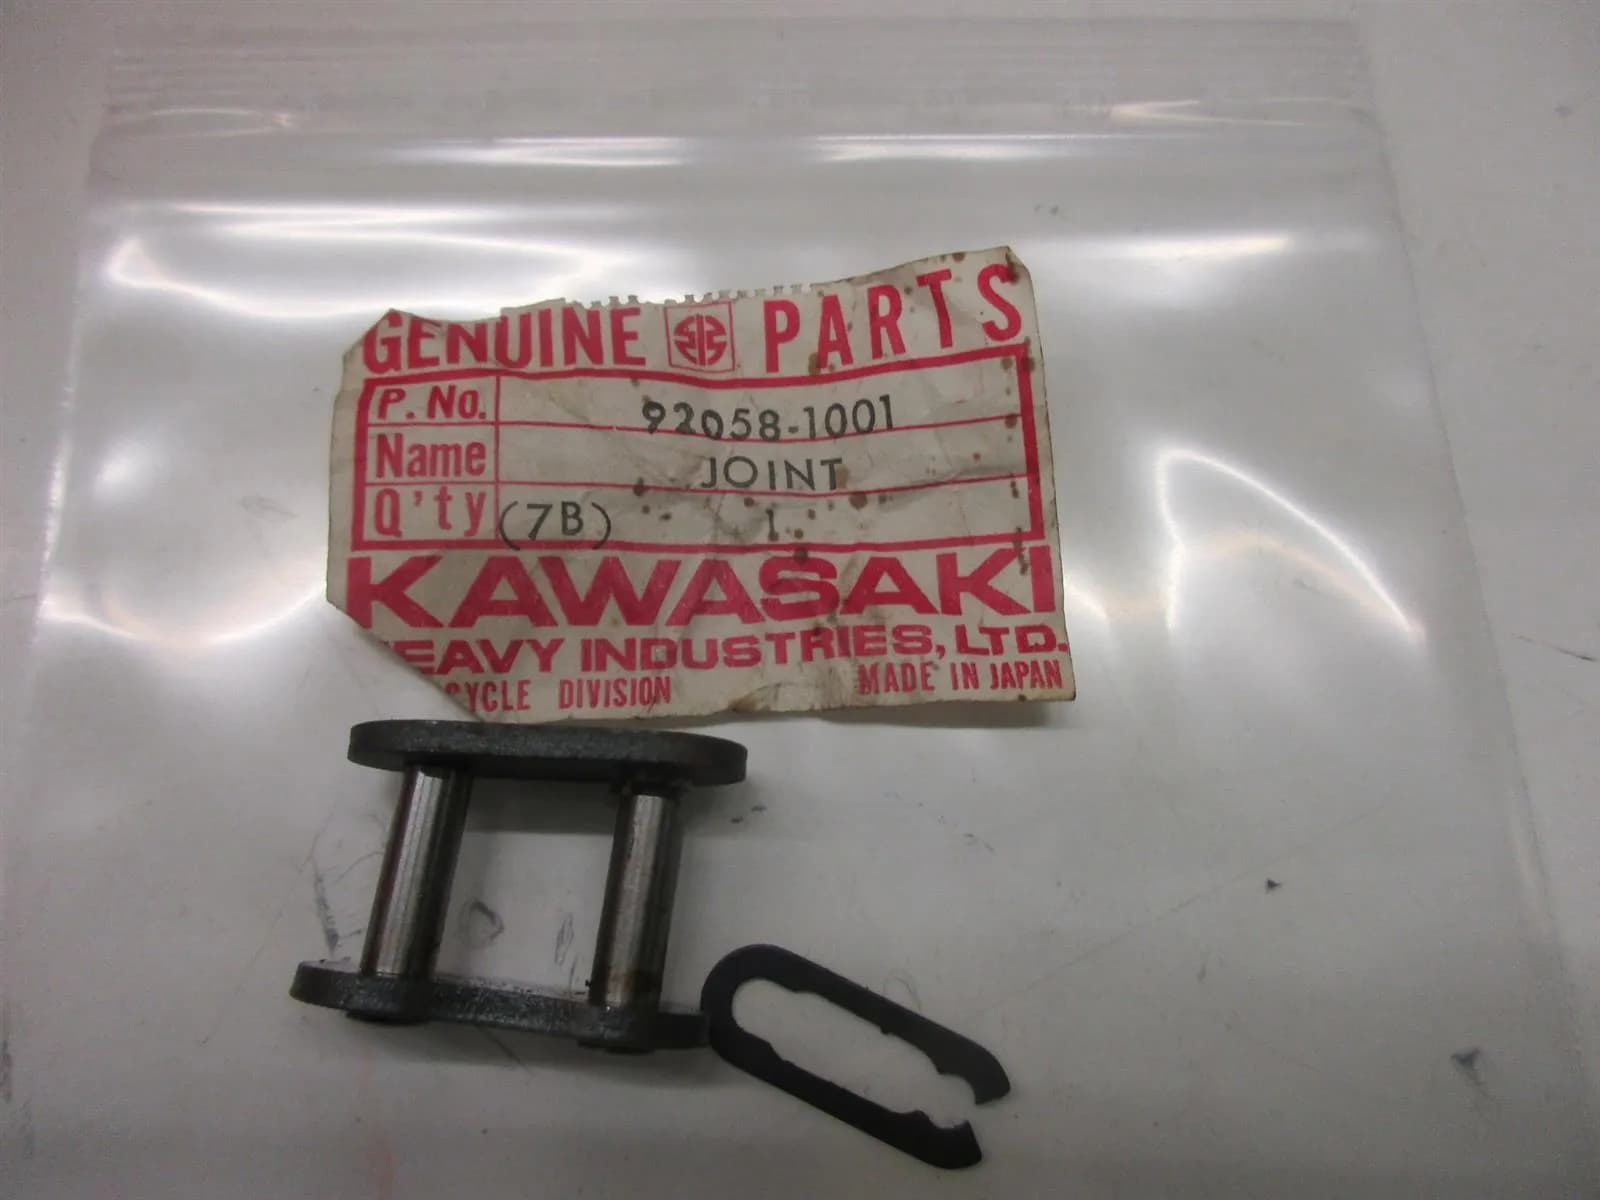 GENUINE PARTS
P. No. 92058-1001
Name JOINT
Q'ty (7B) 1
KAWASAKI
HEAVY INDUSTRIES, LTD.
CYCLE DIVISION MADE IN JAPAN